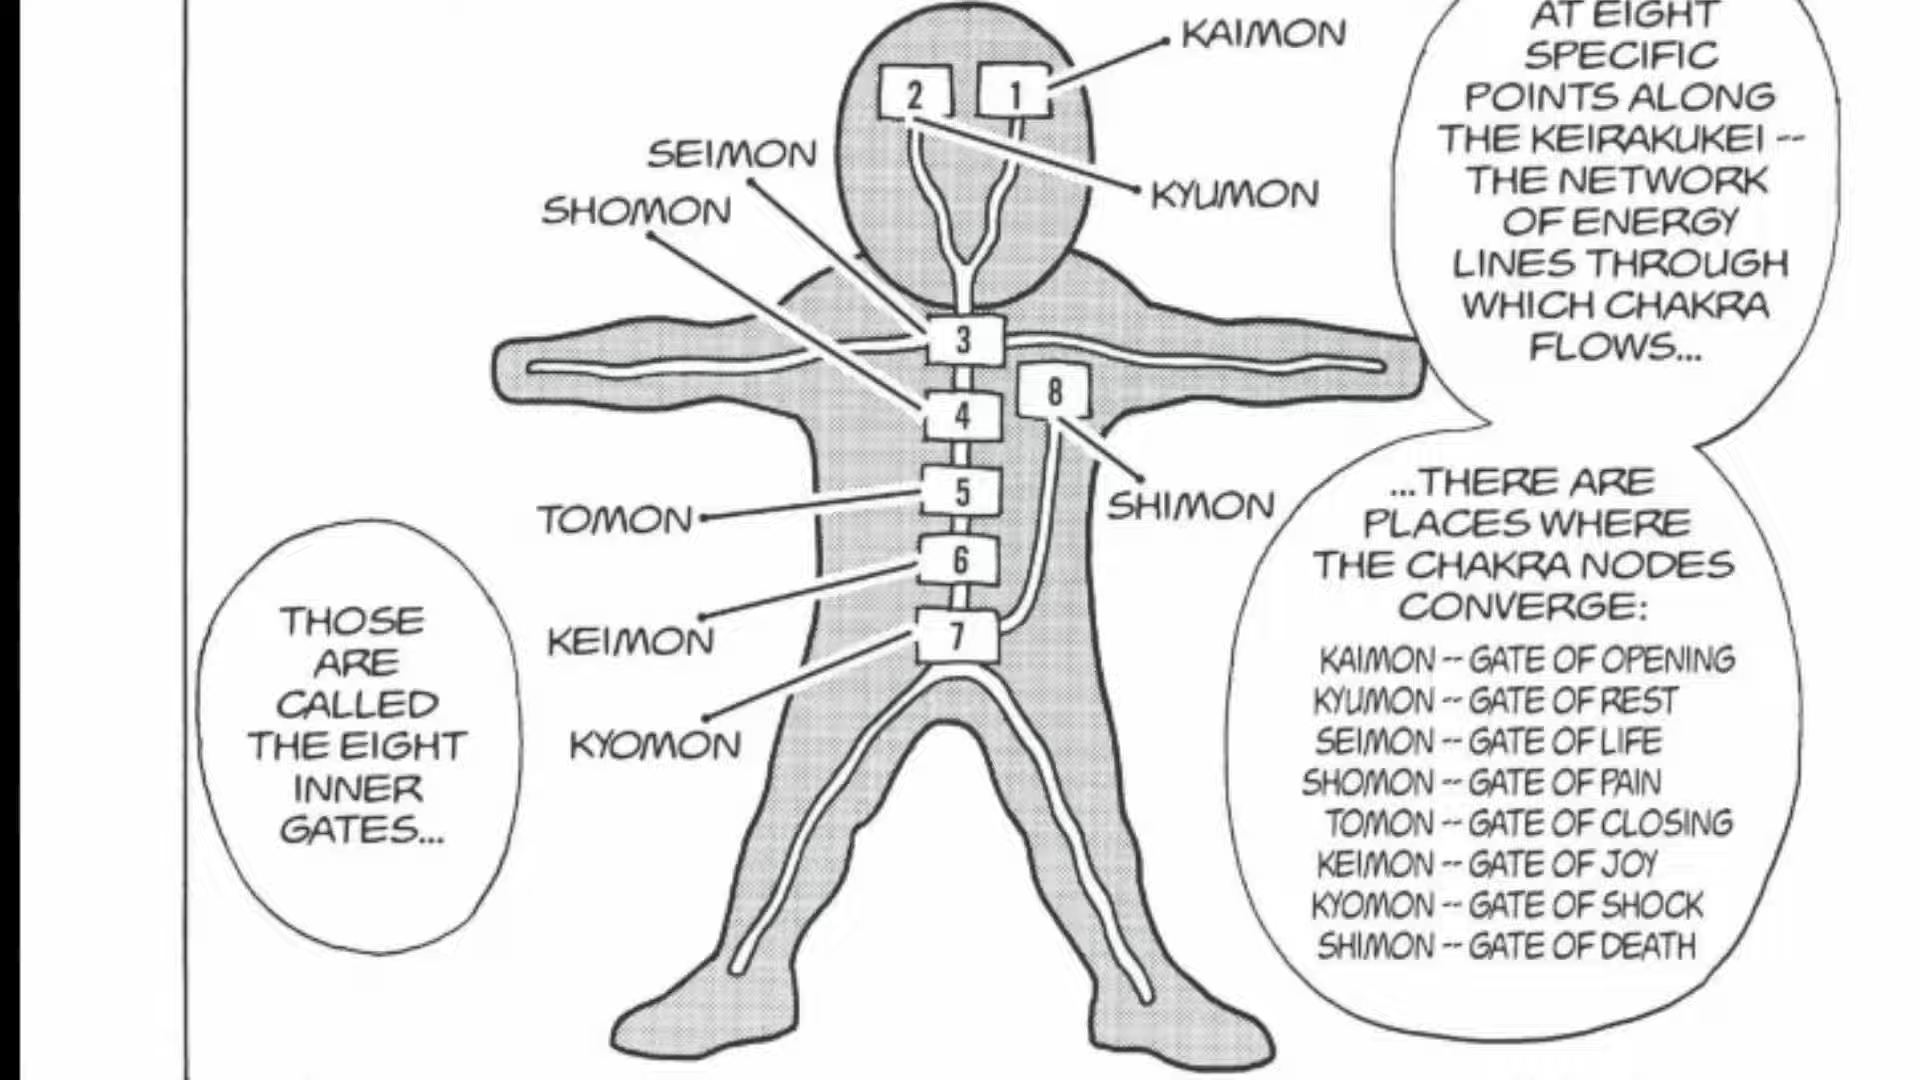 AT EIGHT
SPECIFIC
POINTS ALONG
THE KEIRAKUKEI --
THE NETWORK
OF ENERGY
LINES THROUGH
WHICH CHAKRA
FLOWS...
...THERE ARE
PLACES WHERE
THE CHAKRA NODES
CONVERGE:
KAIMON -- GATE OF OPENING
KYUMON -- GATE OF REST
SEIMON -- GATE OF LIFE
SHOMON -- GATE OF PAIN
TOMON -- GATE OF CLOSING
KEIMON -- GATE OF JOY
KYOMON -- GATE OF SHOCK
SHIMON -- GATE OF DEATH
KAIMON
2
1
SEIMON
KYUMON
SHOMON
3
8
4
5
SHIMON
TOMON
6
KEIMON
7
KYOMON
THOSE
ARE
CALLED
THE EIGHT
INNER
GATES...